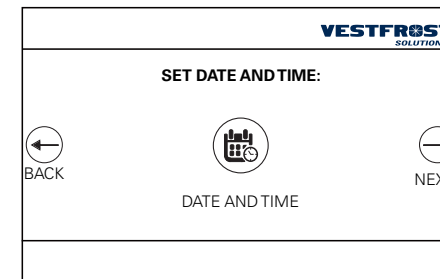 VESTFROST
SOLUTION
SET DATE AND TIME:
BACK
NEX
DATE AND TIME